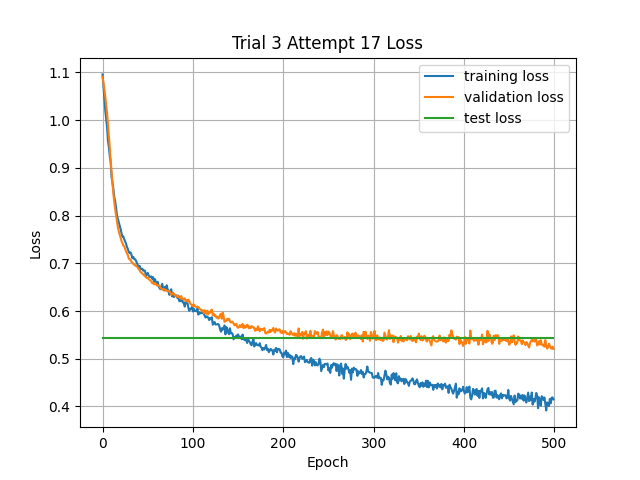 Trial 3 Attempt 17 Loss
training loss
validation loss
test loss
Loss
1.1
1.0
0.9
0.8
0.7
0.6
0.5
0.4
0 100 200 300 400 500
Epoch